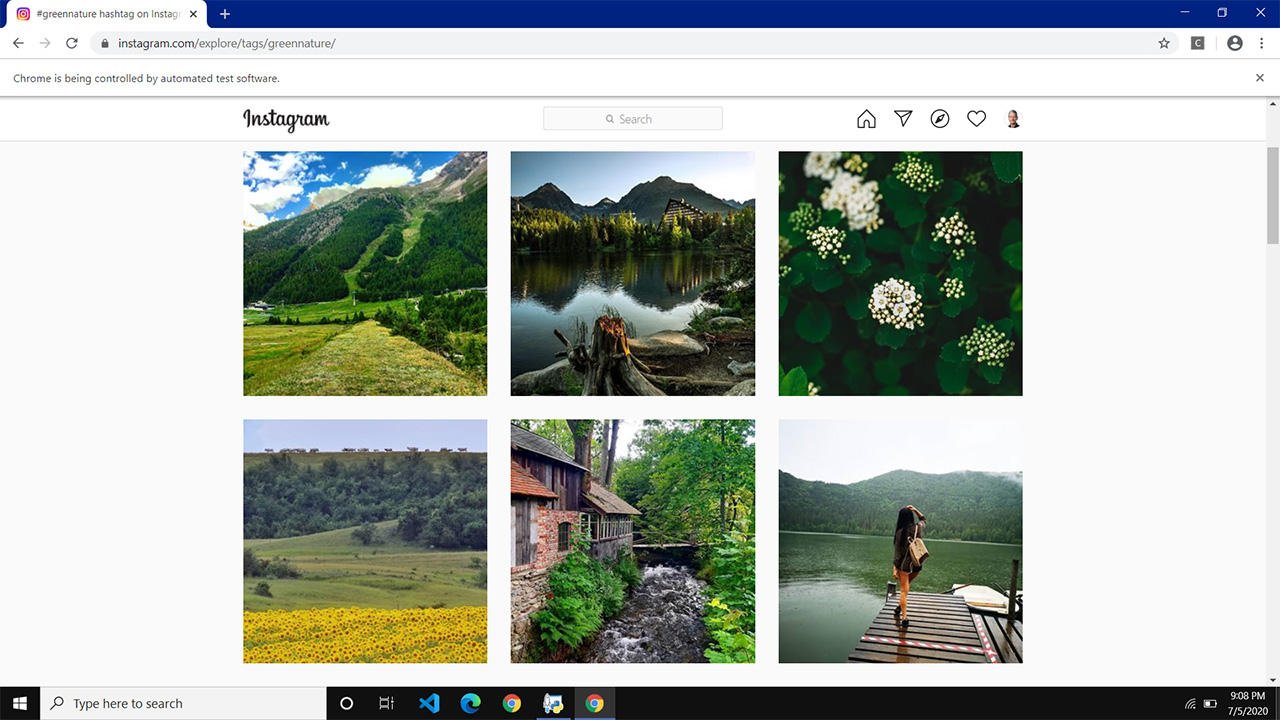 #greennature hashtag on Instagr
instagram.com/explore/tags/greennature/
C
Chrome is being controlled by automated test software.
Instagram
Search
Type here to search
9:08 PM
7/5/2020